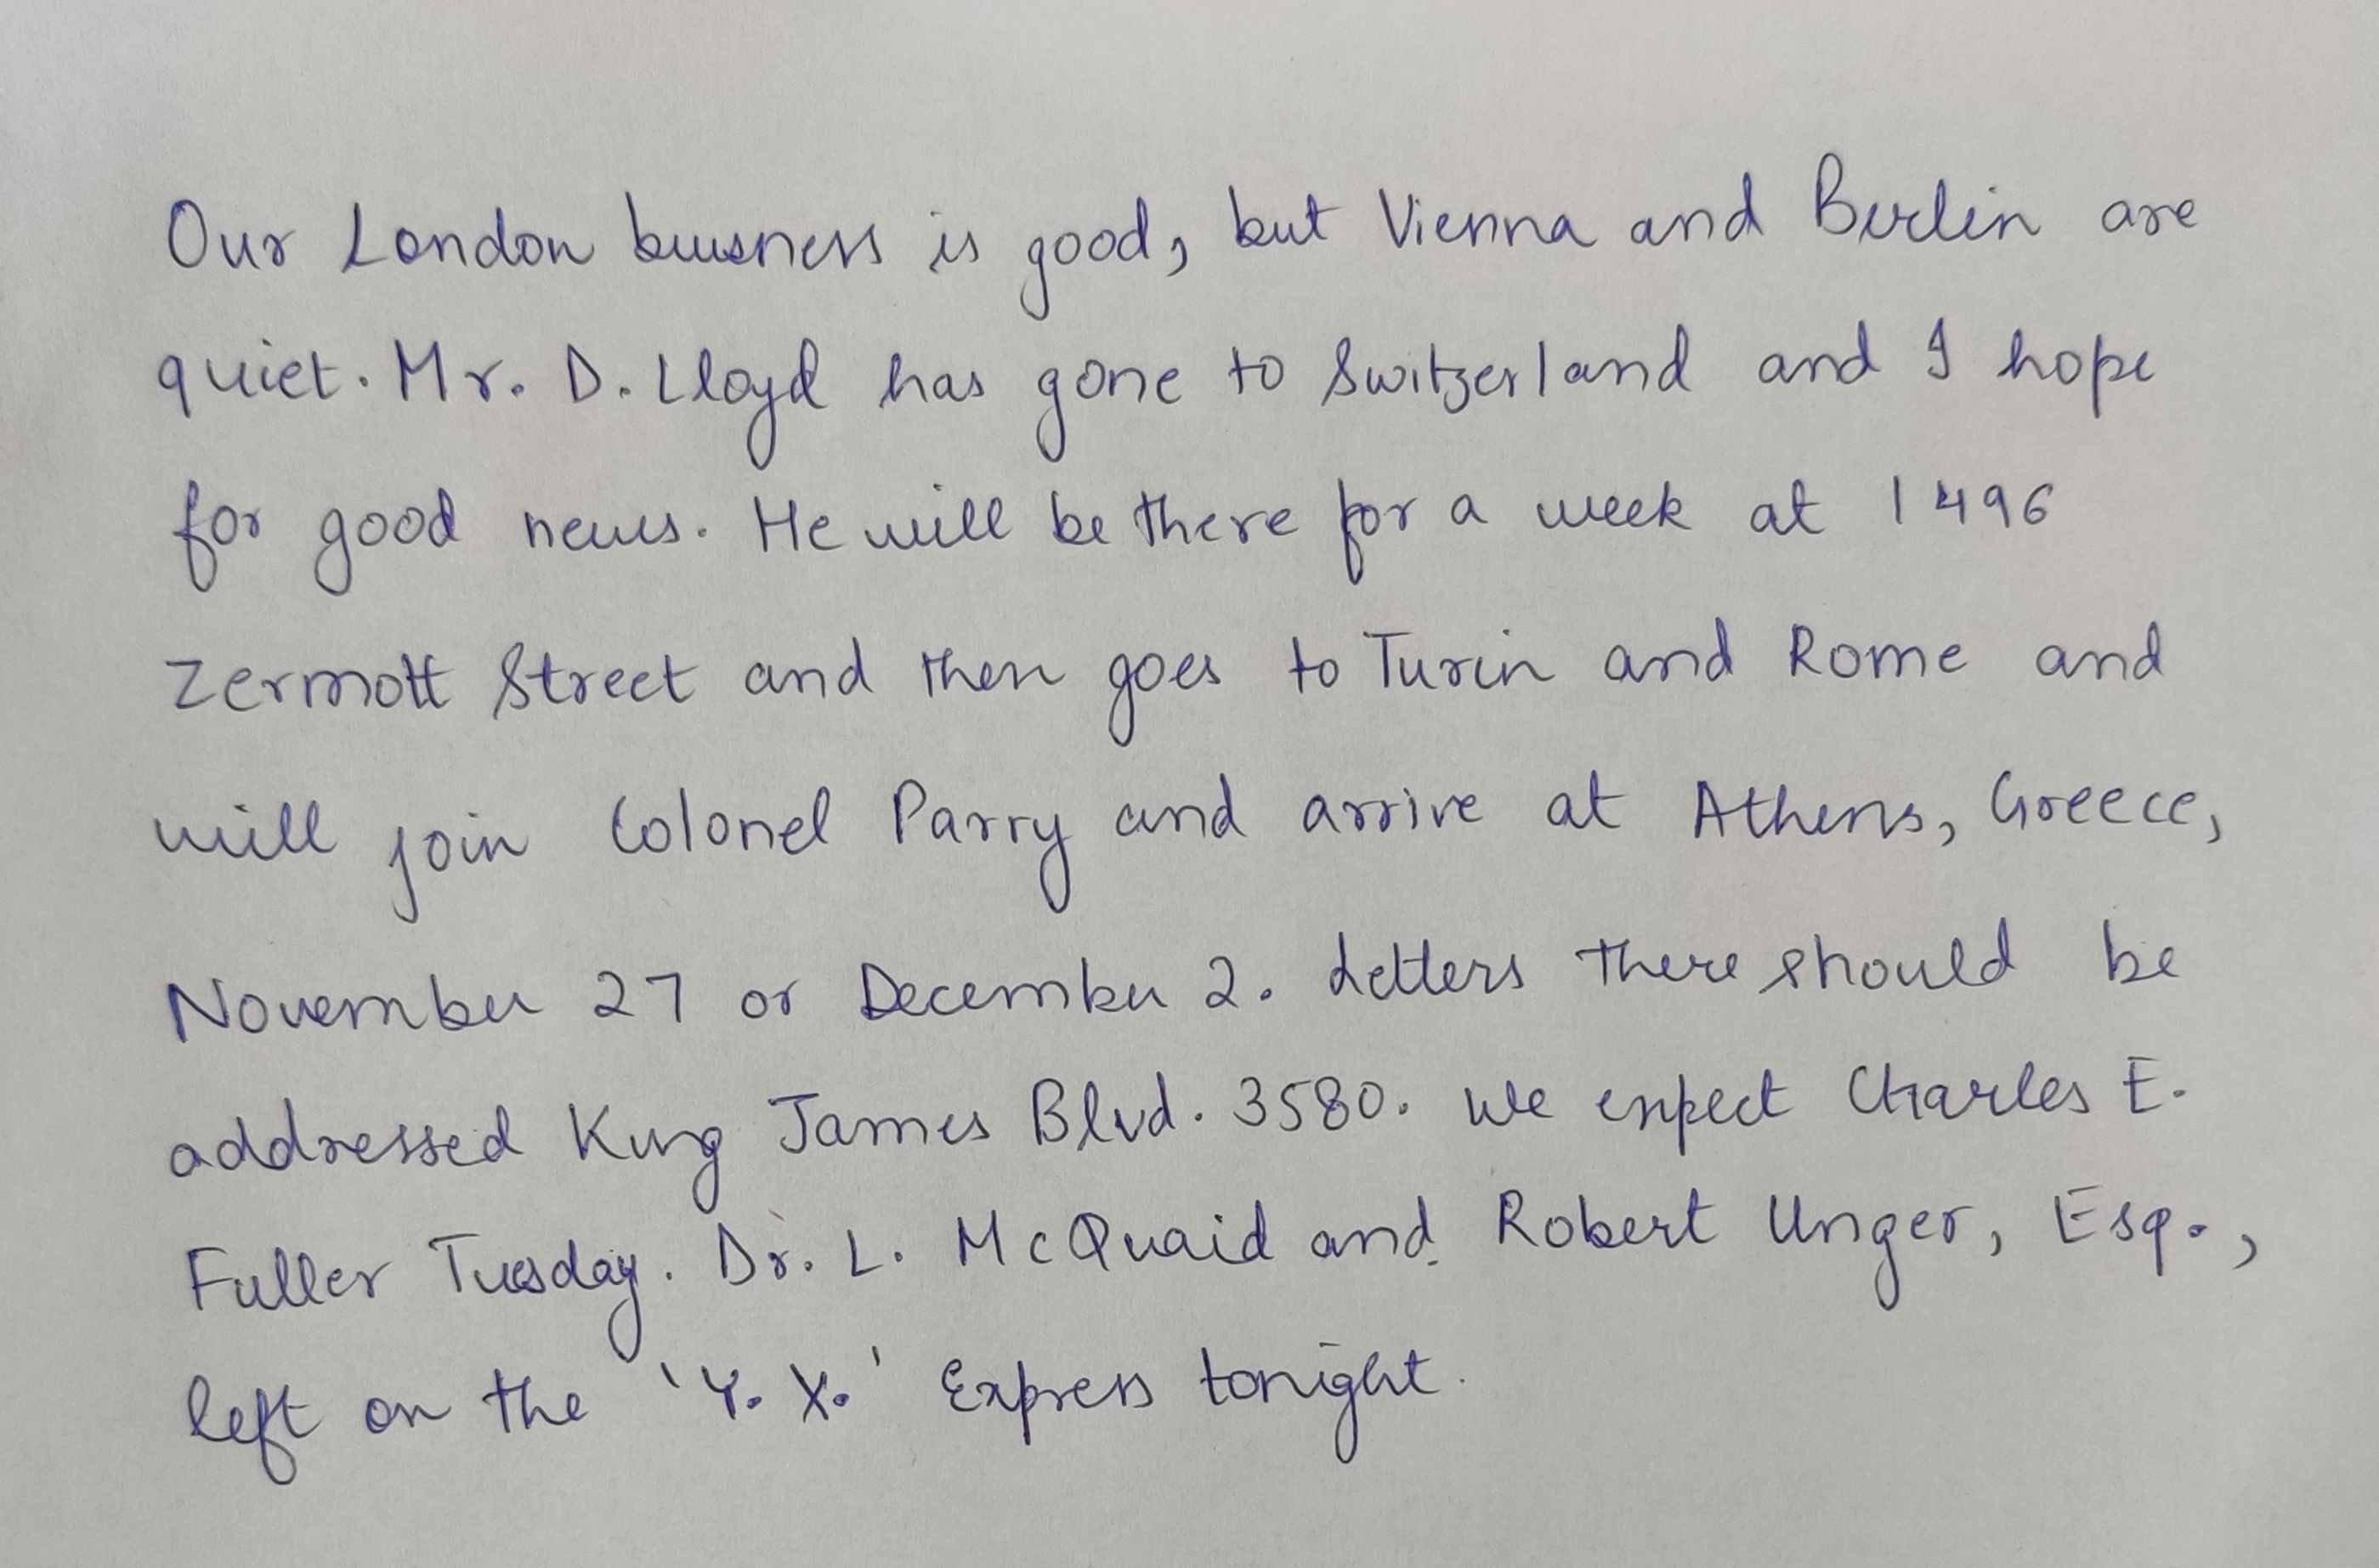 Our London business is good, but Vienna and Berlin are
quiet. Mr. D. Lloyd has gone to Switzerland and I hope
for good news. He will be there for a week at 1496
Zermott Street and then goes to Turin and Rome and
will join Colonel Parry and arrive at Athens, Greece,
November 27 or December 2. Letters there should be
addressed King James Blvd. 3580. We expect Charles E.
Fuller Tuesday. Dr. L. McQuaid and Robert Unger, Esq.,
left on the 'Y. X.' Express tonight.